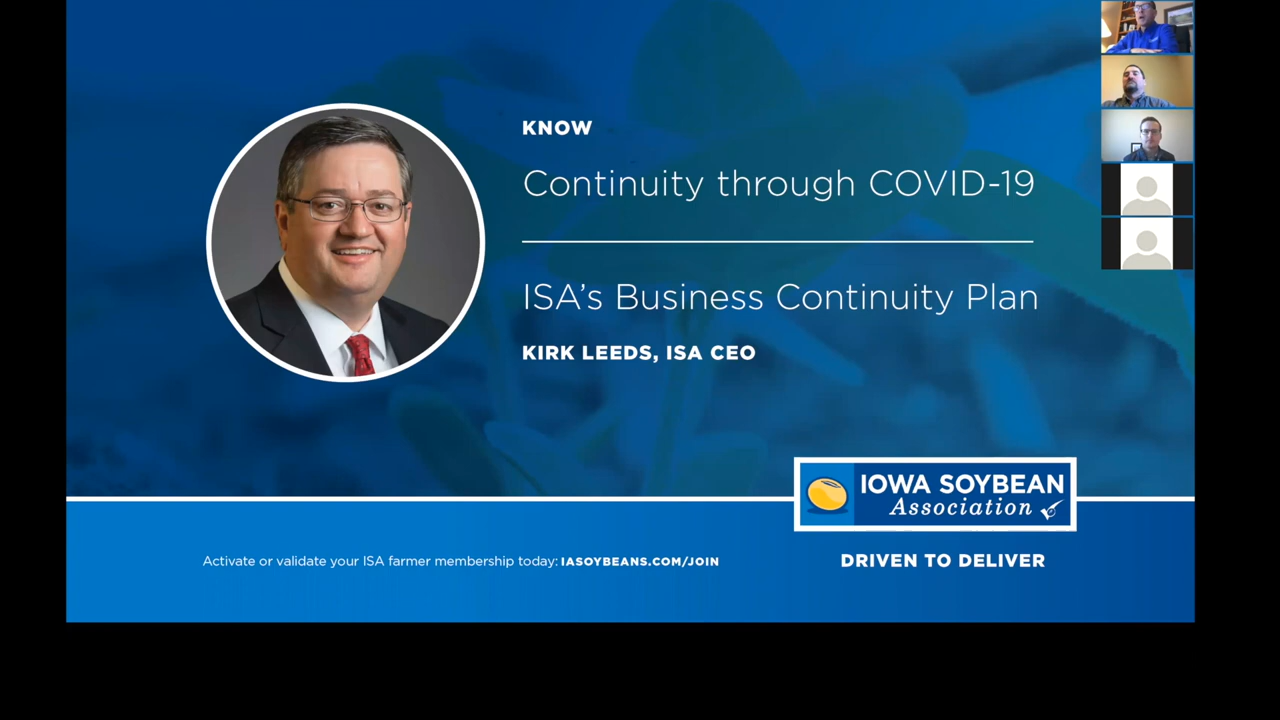 KNOW
Continuity through COVID-19
ISA’s Business Continuity Plan
KIRK LEEDS, ISA CEO
IOWA SOYBEAN
Association
Activate or validate your ISA farmer membership today: IASOYBEANS.COM/JOIN
DRIVEN TO DELIVER